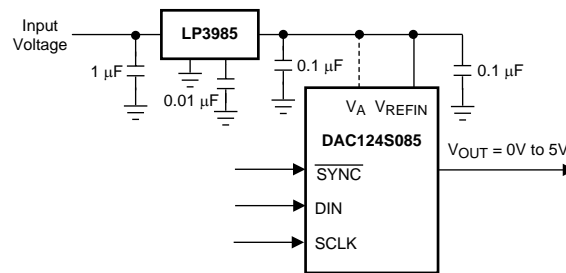 Input
Voltage
LP3985
1 µF
0.01 µF
0.1 µF
0.1 µF
VA VREFIN
DAC124S085
SYNC
DIN
SCLK
VOUT = 0V to 5V